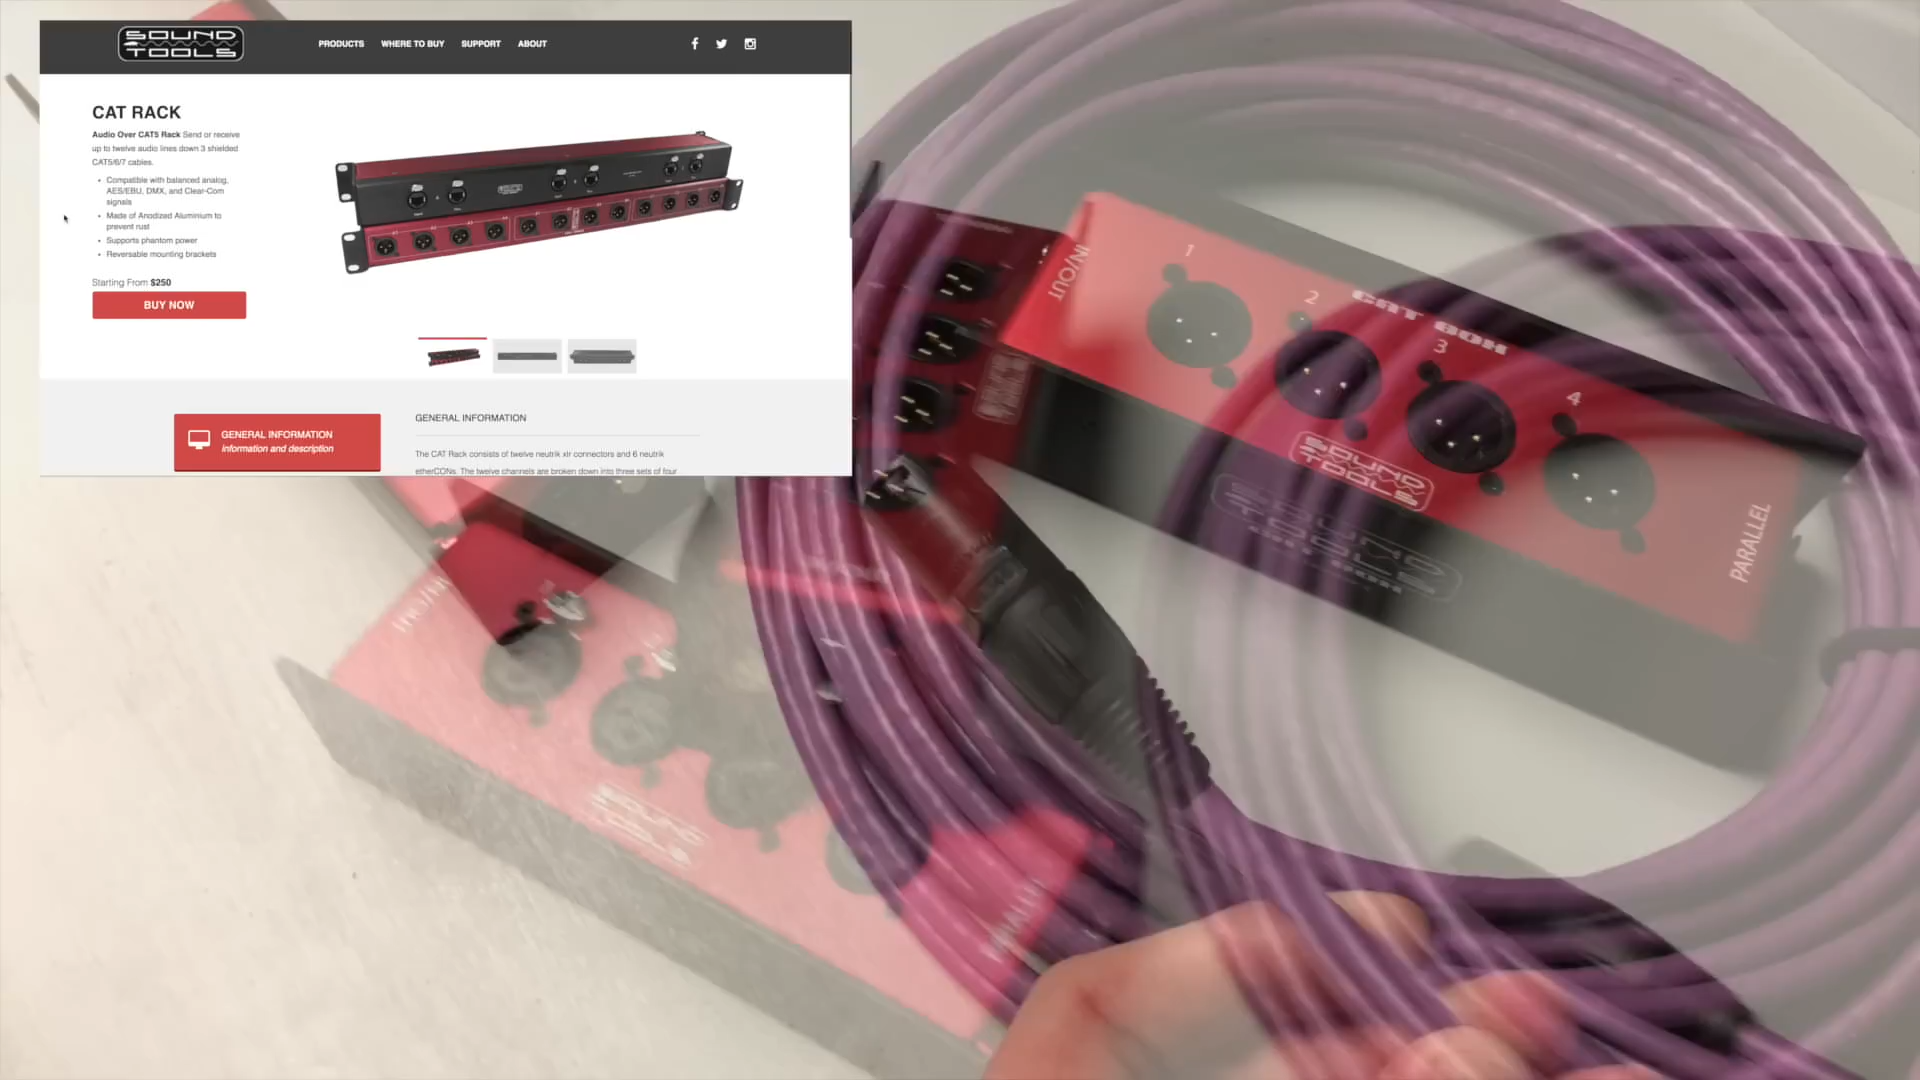 SOUND
TOOLS
PRODUCTS
WHERE TO BUY
SUPPORT
ABOUT
CAT RACK
Audio Over CAT5 Rack Send or receive
up to twelve audio lines down 3 shielded
CAT5/6/7 cables.
• Compatible with balanced analog,
AES/EBU, DMX, and Clear-Com
signals
• Made of Anodized Aluminium to
prevent rust
• Supports phantom power
• Reversable mounting brackets
Starting From $250
BUY NOW
GENERAL INFORMATION
information and description
GENERAL INFORMATION
The CAT Rack consists of twelve neutrik xlr connectors and 6 neutrik
etherCONs. The twelve channels are broken down into three sets of four
IN/OUT
1
2
CAT BOX
3
4
SOUND
TOOLS
PARALLEL
SOUND
TOOLS
SOUND
TOOLS